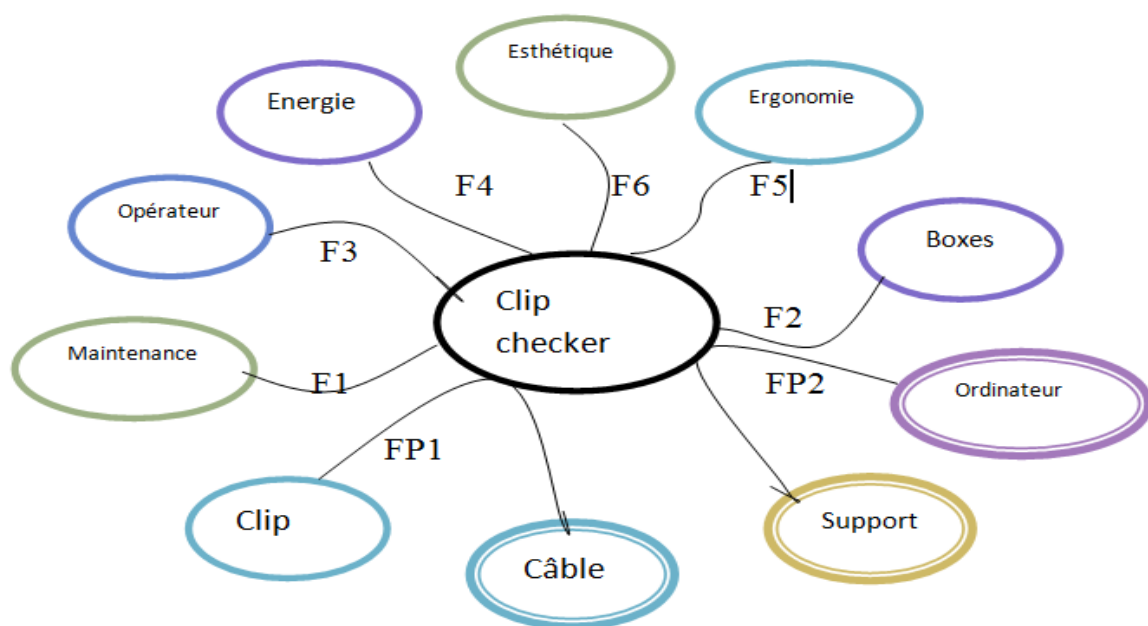 Esthétique
Energie
Ergonomie
F4
F6
F5
Opérateur
Boxes
F3
Clip
checker
F2
Maintenance
F1
FP2
Ordinateur
FP1
Clip
Câble
Support